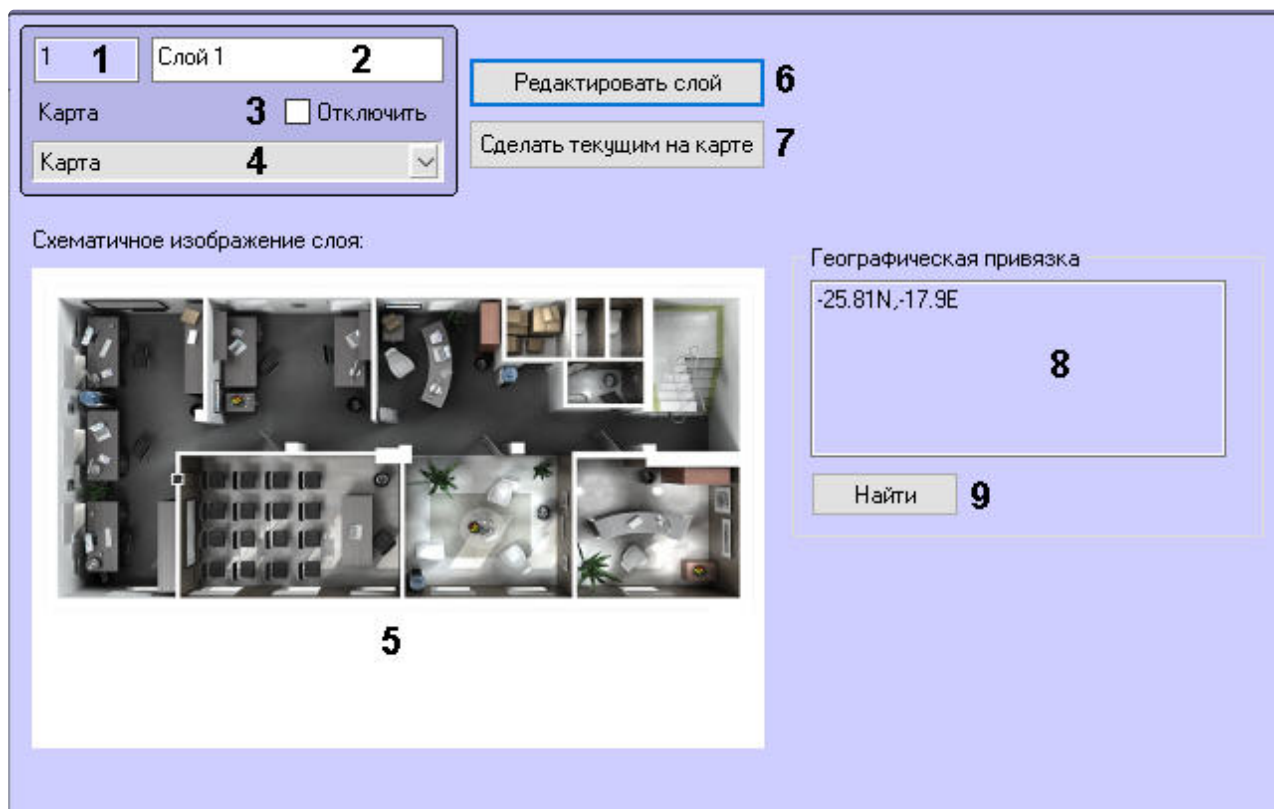 1 1 Слой 1 2
Карта 3 Отключить
Карта 4
Редактировать слой 6
Сделать текущим на карте 7
Схематичное изображение слоя:
5
Географическая привязка
-25.81N,-17.9E
8
Найти 9